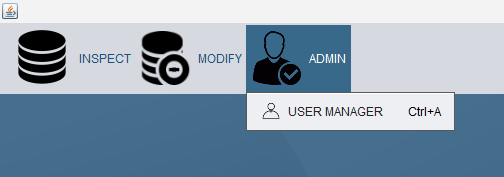 INSPECT MODIFY ADMIN
USER MANAGER Ctrl+A